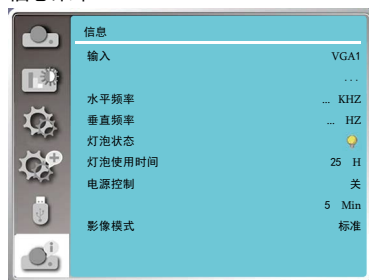 信息
输入 VGA1
...
水平频率 ... KHZ
垂直频率 ... HZ
灯泡状态
灯泡使用时间 25 H
电源控制 关
5 Min
影像模式 标准